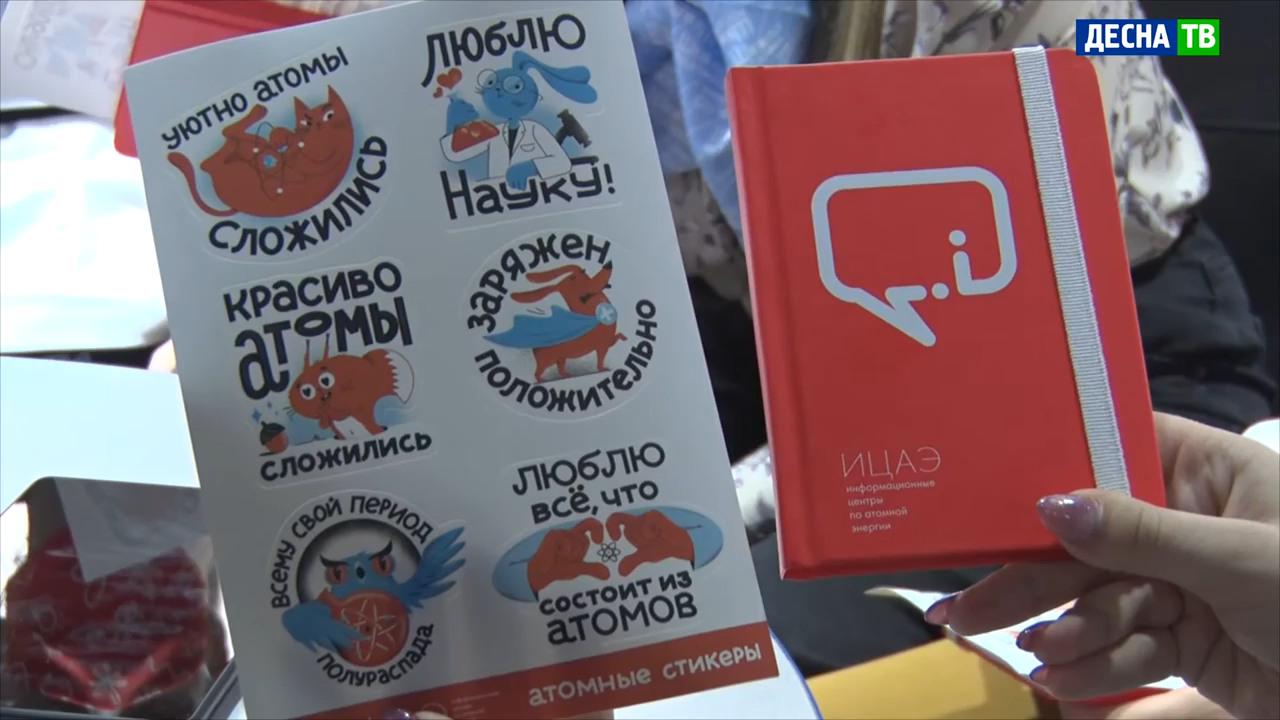 ДЕСНА ТВ
УЮТНО АТОМЫ
СЛОЖИЛИСЬ
ЛЮБЛЮ
НАУКУ!
КРАСИВО
АТОМЫ
СЛОЖИЛИСЬ
ЗАРЯЖЕН
ПОЛОЖИТЕЛЬНО
ВСЕМУ СВОЙ ПЕРИОД
ПОЛУРАСПАДА
ЛЮБЛЮ
ВСЁ, ЧТО
СОСТОИТ ИЗ
АТОМОВ
атомные стикеры
ИЦАЭ
информационные
центры
по атомной
энергии